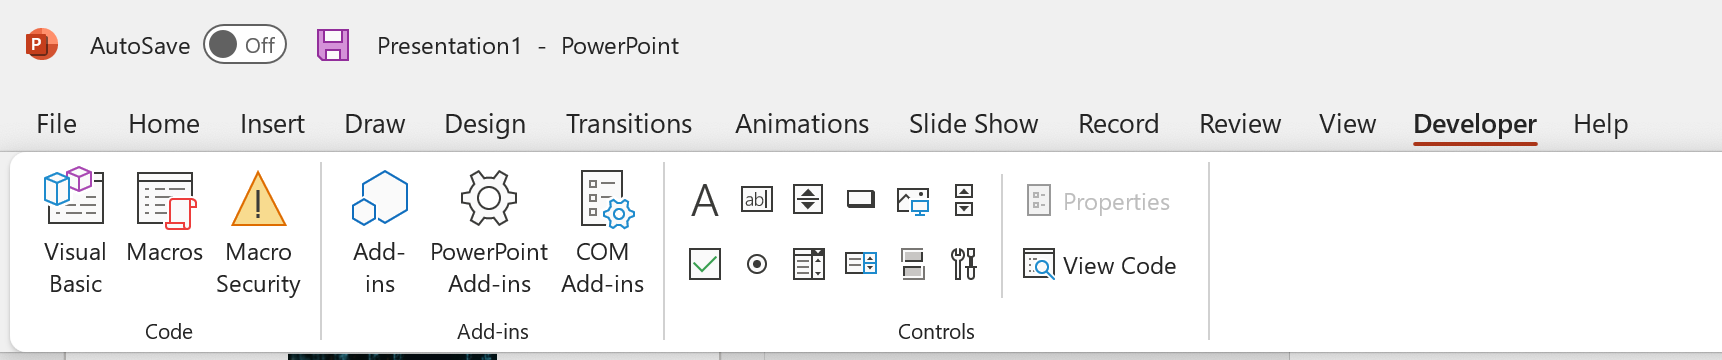 P AutoSave Off Presentation1 - PowerPoint
File Home Insert Draw Design Transitions Animations Slide Show Record Review View Developer Help
Visual Basic
Macros
Macro Security
Code
Add-ins
PowerPoint Add-ins
COM Add-ins
Add-ins
A
ab
Properties
View Code
Controls